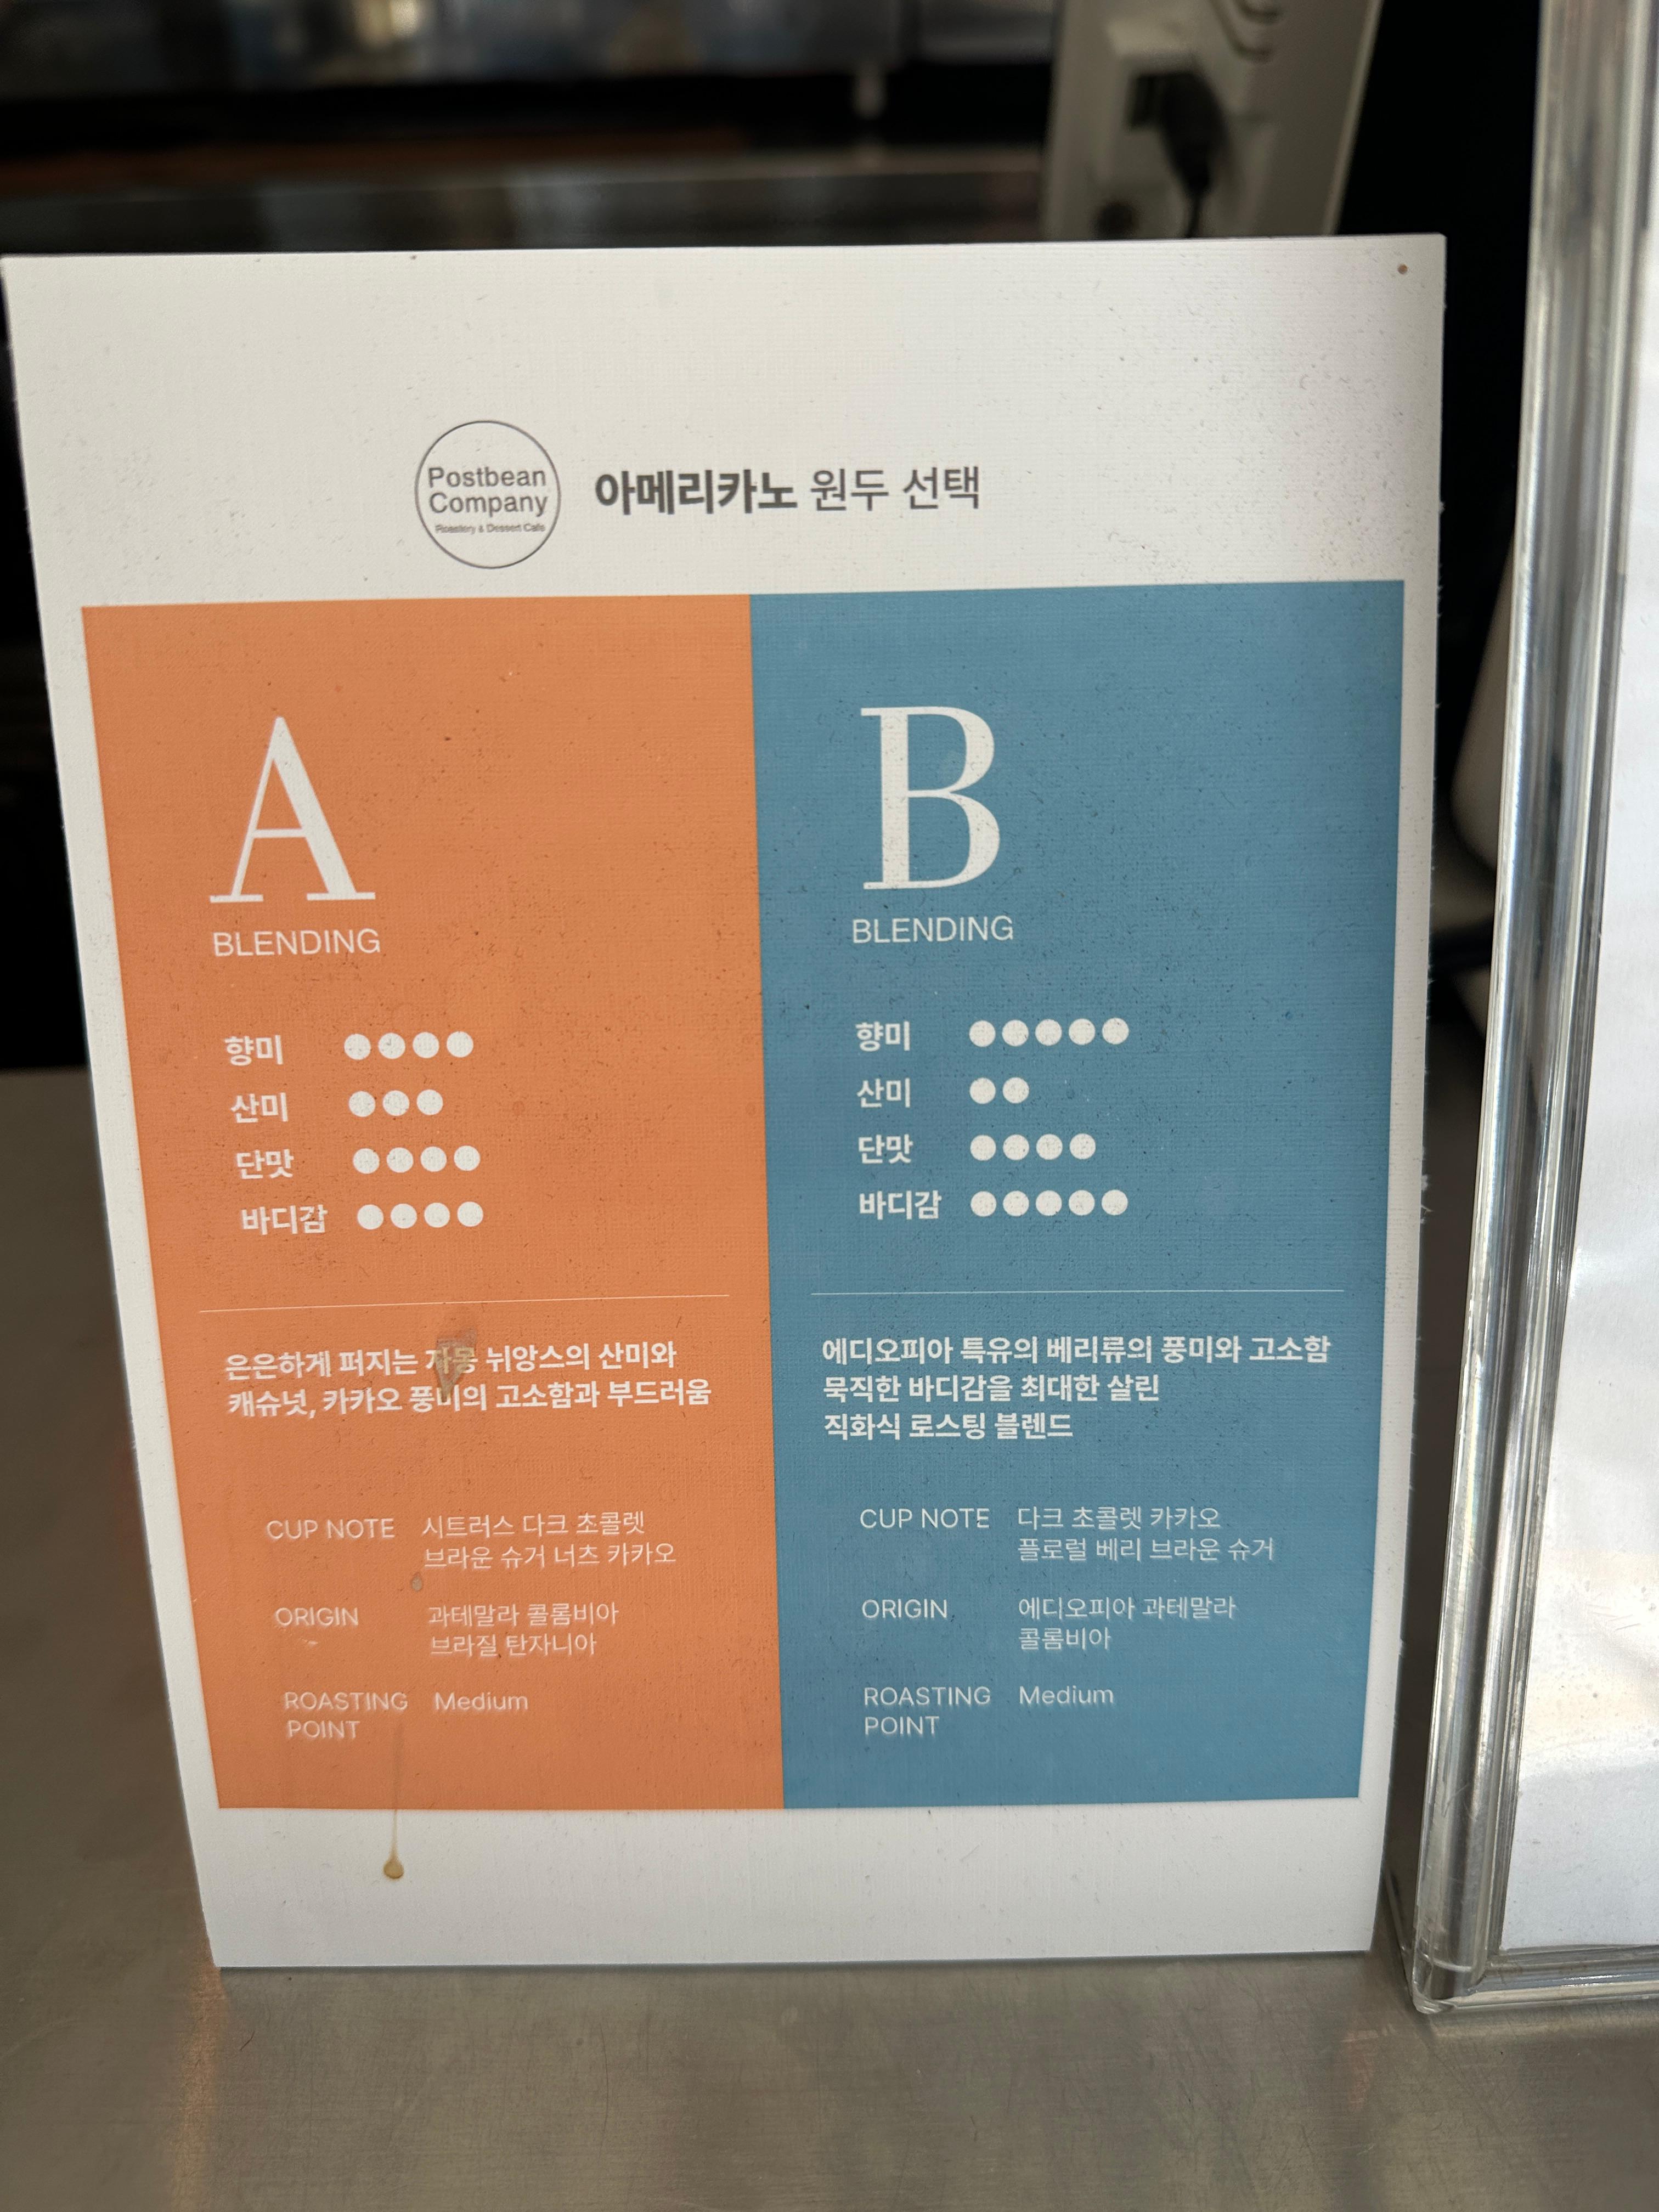 Postbean
Company
Roastery & Dessert Cafe
아메리카노 원두 선택
A
BLENDING
향미
산미
단맛
바디감
은은하게 퍼지는 자몽 뉘앙스의 산미와
캐슈넛, 카카오 풍미의 고소함과 부드러움
CUP NOTE 시트러스 다크 초콜렛
브라운 슈거 너츠 카카오
ORIGIN 과테말라 콜롬비아
브라질 탄자니아
ROASTING Medium
POINT
B
BLENDING
향미
산미
단맛
바디감
에디오피아 특유의 베리류의 풍미와 고소함
묵직한 바디감을 최대한 살린
직화식 로스팅 블렌드
CUP NOTE 다크 초콜렛 카카오
플로럴 베리 브라운 슈거
ORIGIN 에디오피아 과테말라
콜롬비아
ROASTING Medium
POINT